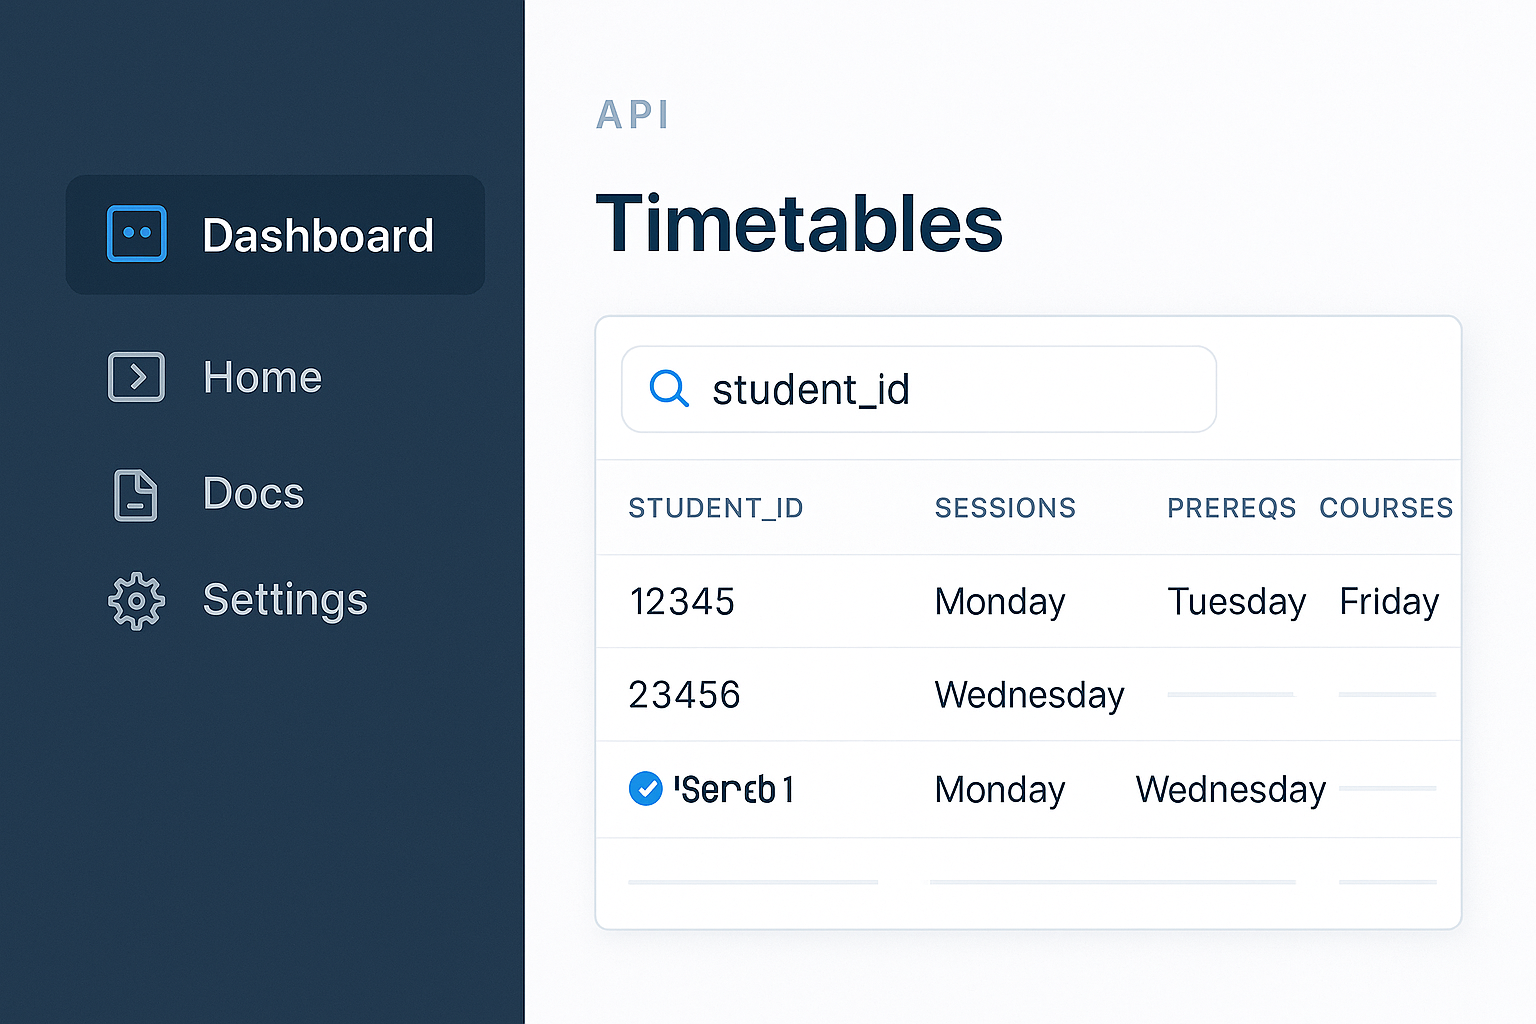 API
Timetables
Dashboard
Home
Docs
Settings
student_id
STUDENT_ID SESSIONS PREREQS COURSES
12345 Monday Tuesday Friday
23456 Wednesday
Monday Wednesday